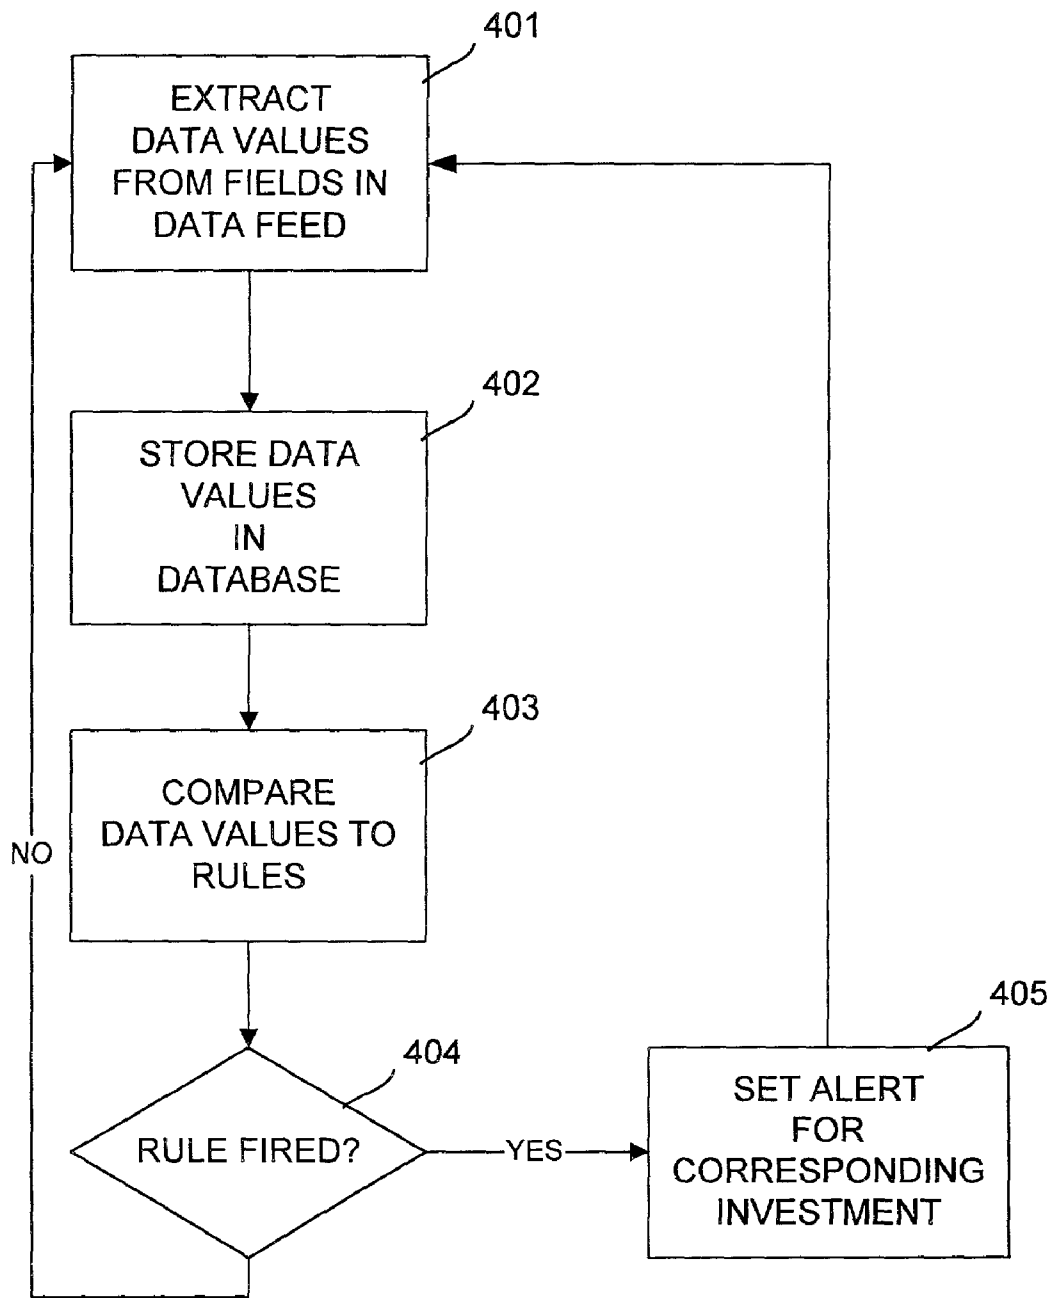 401
EXTRACT
DATA VALUES
FROM FIELDS IN
DATA FEED
402
STORE DATA
VALUES
IN
DATABASE
403
COMPARE
DATA VALUES TO
RULES
NO
404
RULE FIRED?
YES
405
SET ALERT
FOR
CORRESPONDING
INVESTMENT